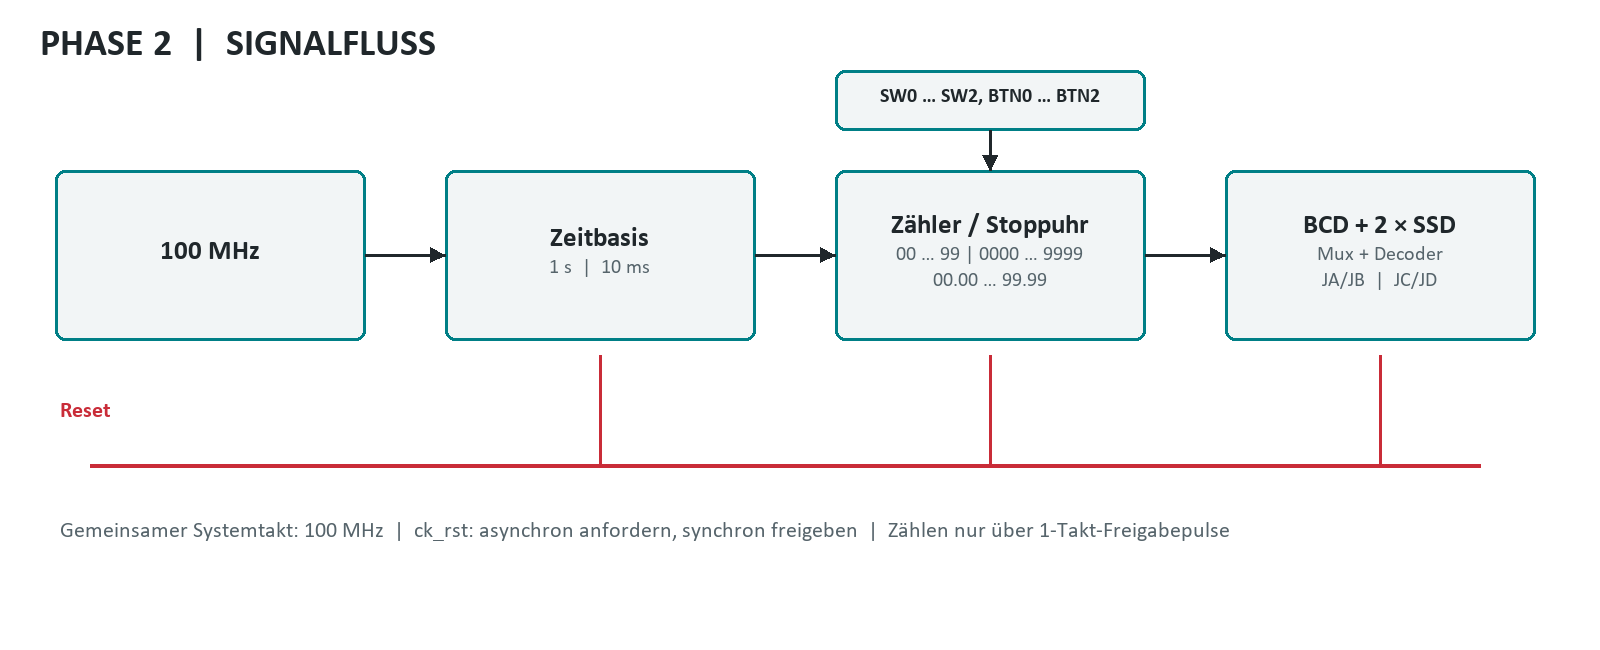 PHASE 2 | SIGNALFLUSS
SW0 ... SW2, BTN0 ... BTN2
100 MHz
Zeitbasis
1 s | 10 ms
Zähler / Stoppuhr
00 ... 99 | 0000 ... 9999
00.00 ... 99.99
BCD + 2 × SSD
Mux + Decoder
JA/JB | JC/JD
Reset
Gemeinsamer Systemtakt: 100 MHz | ck_rst: asynchron anfordern, synchron freigeben | Zählen nur über 1-Takt-Freigabepulse